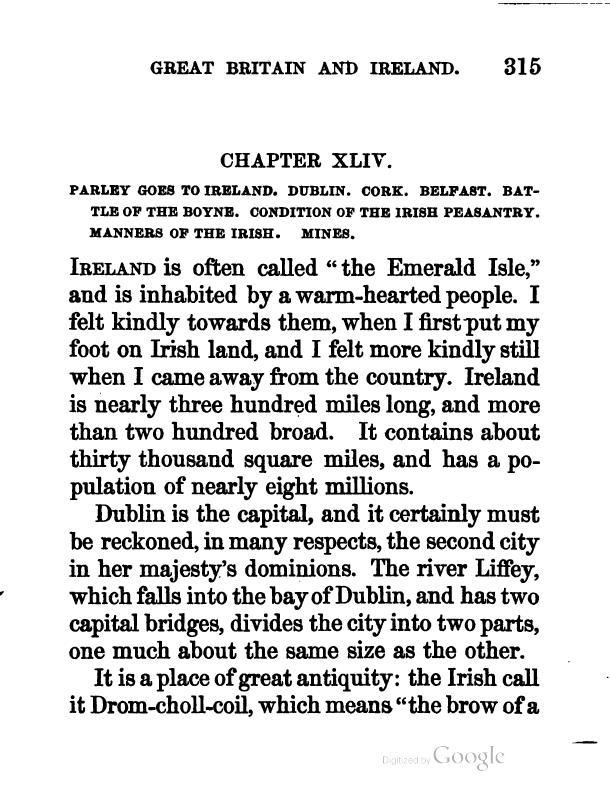 GREAT BRITAIN AND IRELAND. 315
CHAPTER XLIV.
PARLEY GOES TO IRELAND. DUBLIN. CORK. BELFAST. BAT-
TLE OF THE BOYNE. CONDITION OF THE IRISH PEASANTRY.
MANNERS OF THE IRISH. MINES.
IRELAND is often called “the Emerald Isle,”
and is inhabited by a warm-hearted people. I
felt kindly towards them, when I first put my
foot on Irish land, and I felt more kindly still
when I came away from the country. Ireland
is nearly three hundred miles long, and more
than two hundred broad. It contains about
thirty thousand square miles, and has a po-
pulation of nearly eight millions.
Dublin is the capital, and it certainly must
be reckoned, in many respects, the second city
in her majesty's dominions. The river Liffey,
which falls into the bay of Dublin, and has two
capital bridges, divides the city into two parts,
one much about the same size as the other.
It is a place of great antiquity: the Irish call
it Drom-choll-coil, which means “the brow of a
Digitized by Google